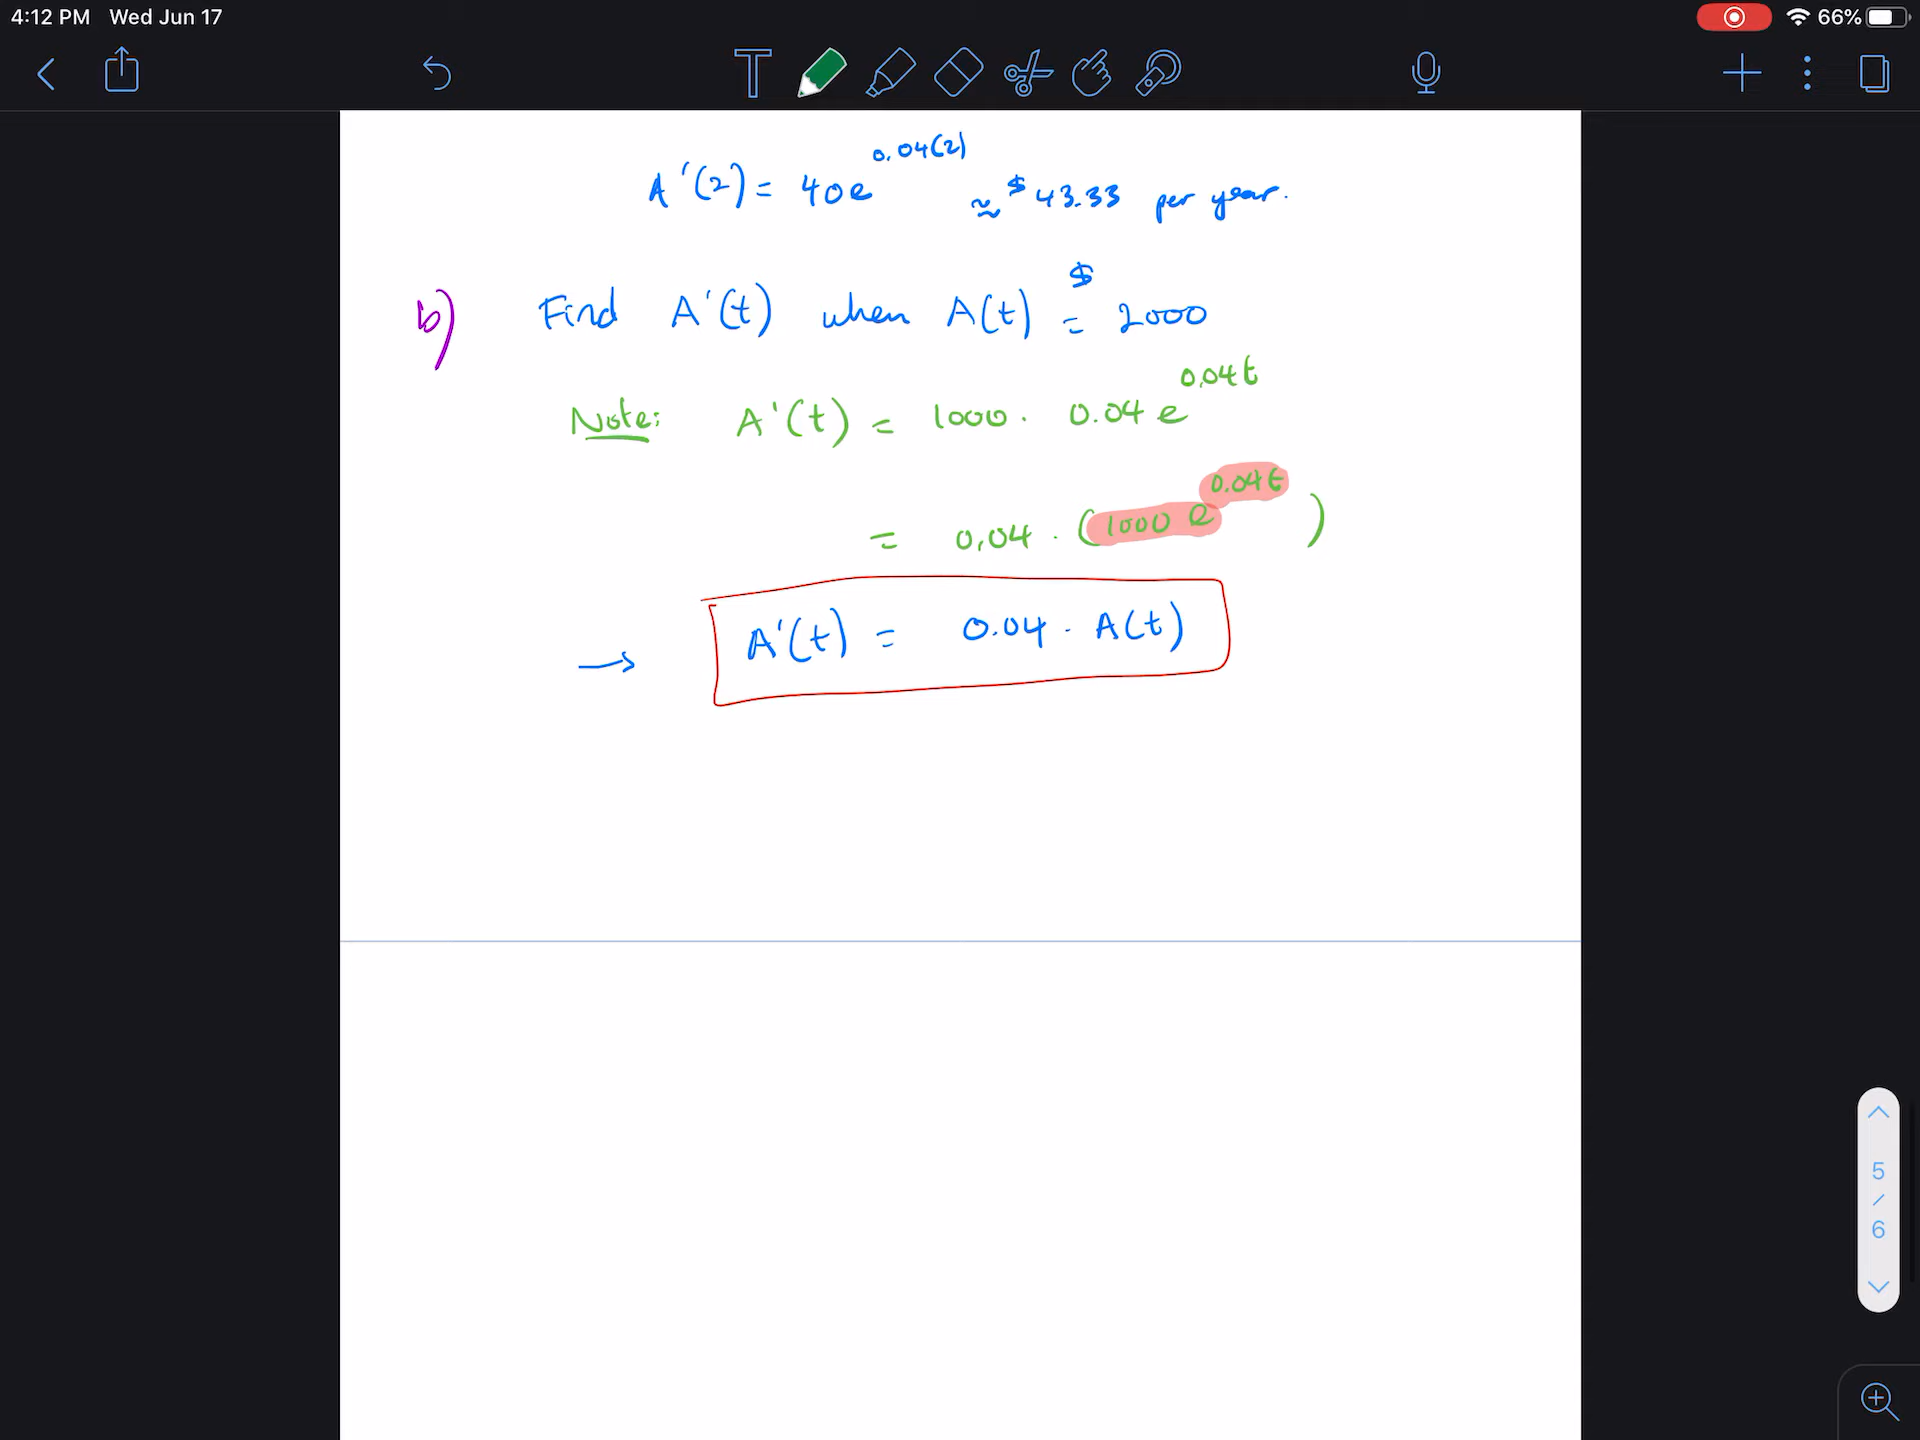 4:12 PM Wed Jun 17 66%
A'(2) = 40e^0.04(2) ≈ $43.33 per year.
b) Find A'(t) when A(t) = $2000
Note: A'(t) = 1000 · 0.04 e^0.04t
= 0.04 · (1000 e^0.04t)
→ A'(t) = 0.04 · A(t)
5
/
6